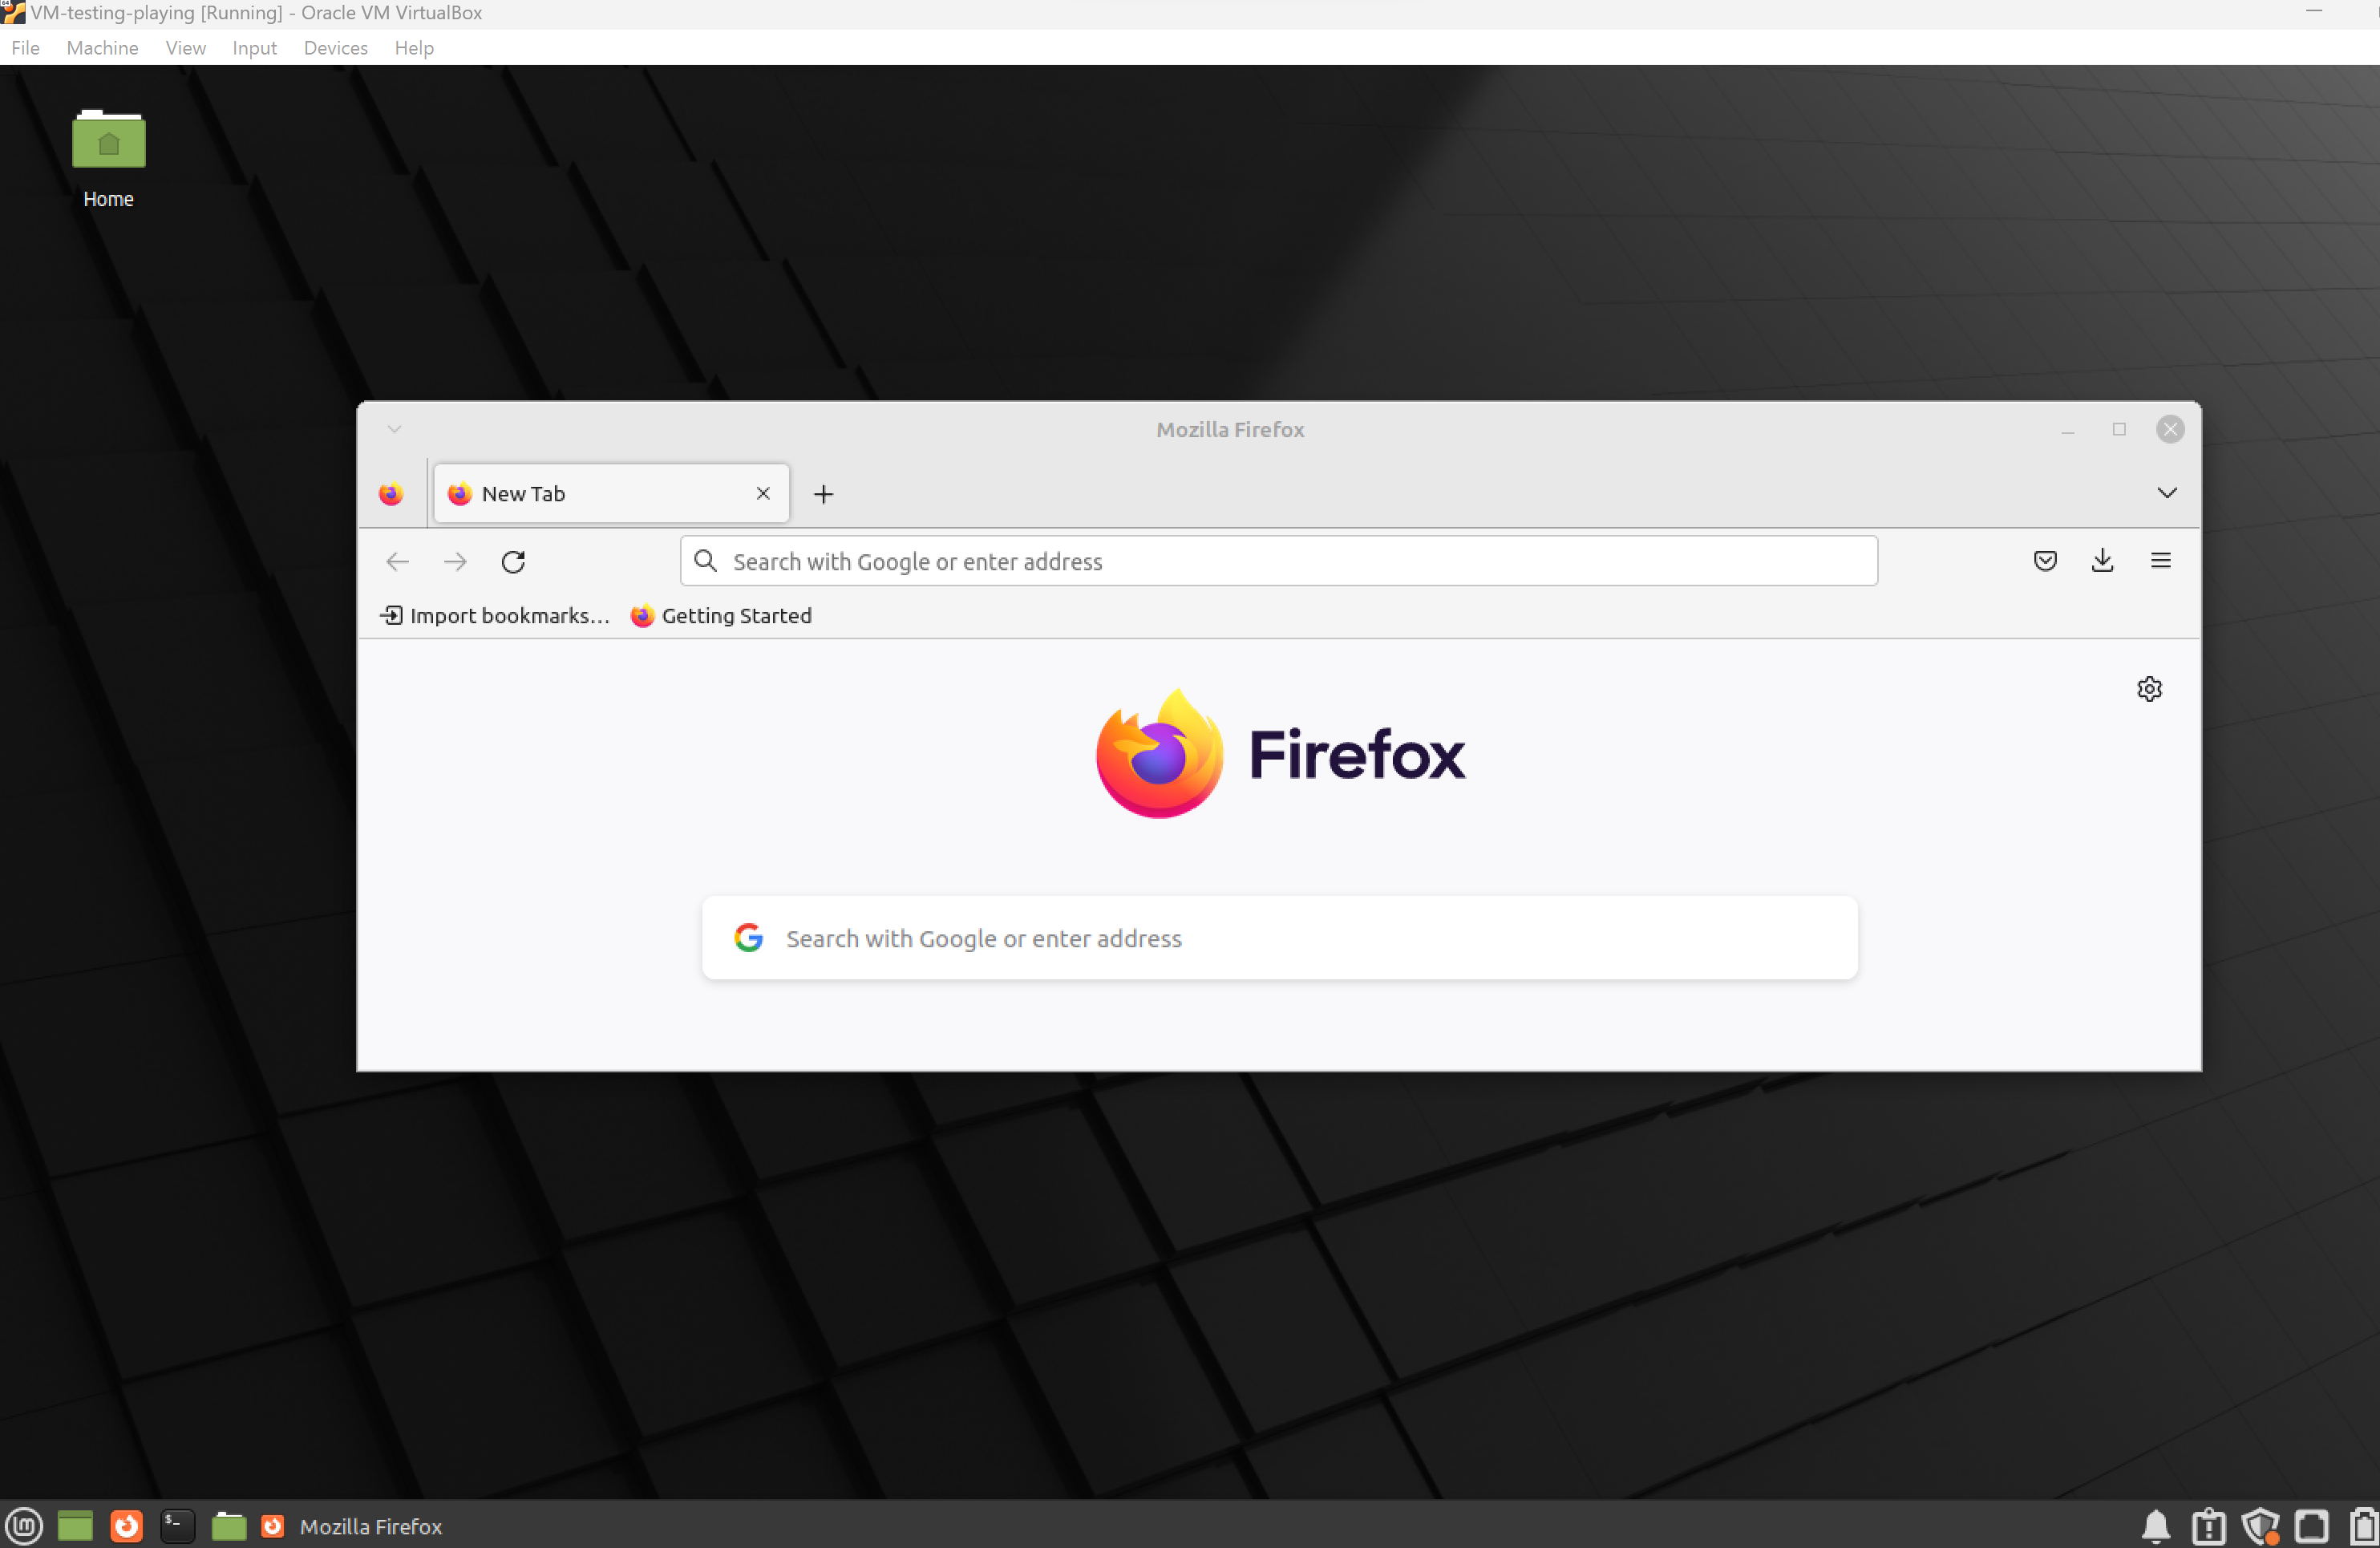 VM-testing-playing [Running] - Oracle VM VirtualBox
File Machine View Input Devices Help
Home
Mozilla Firefox
New Tab
Search with Google or enter address
Import bookmarks... Getting Started
Firefox
Search with Google or enter address
$_ Mozilla Firefox